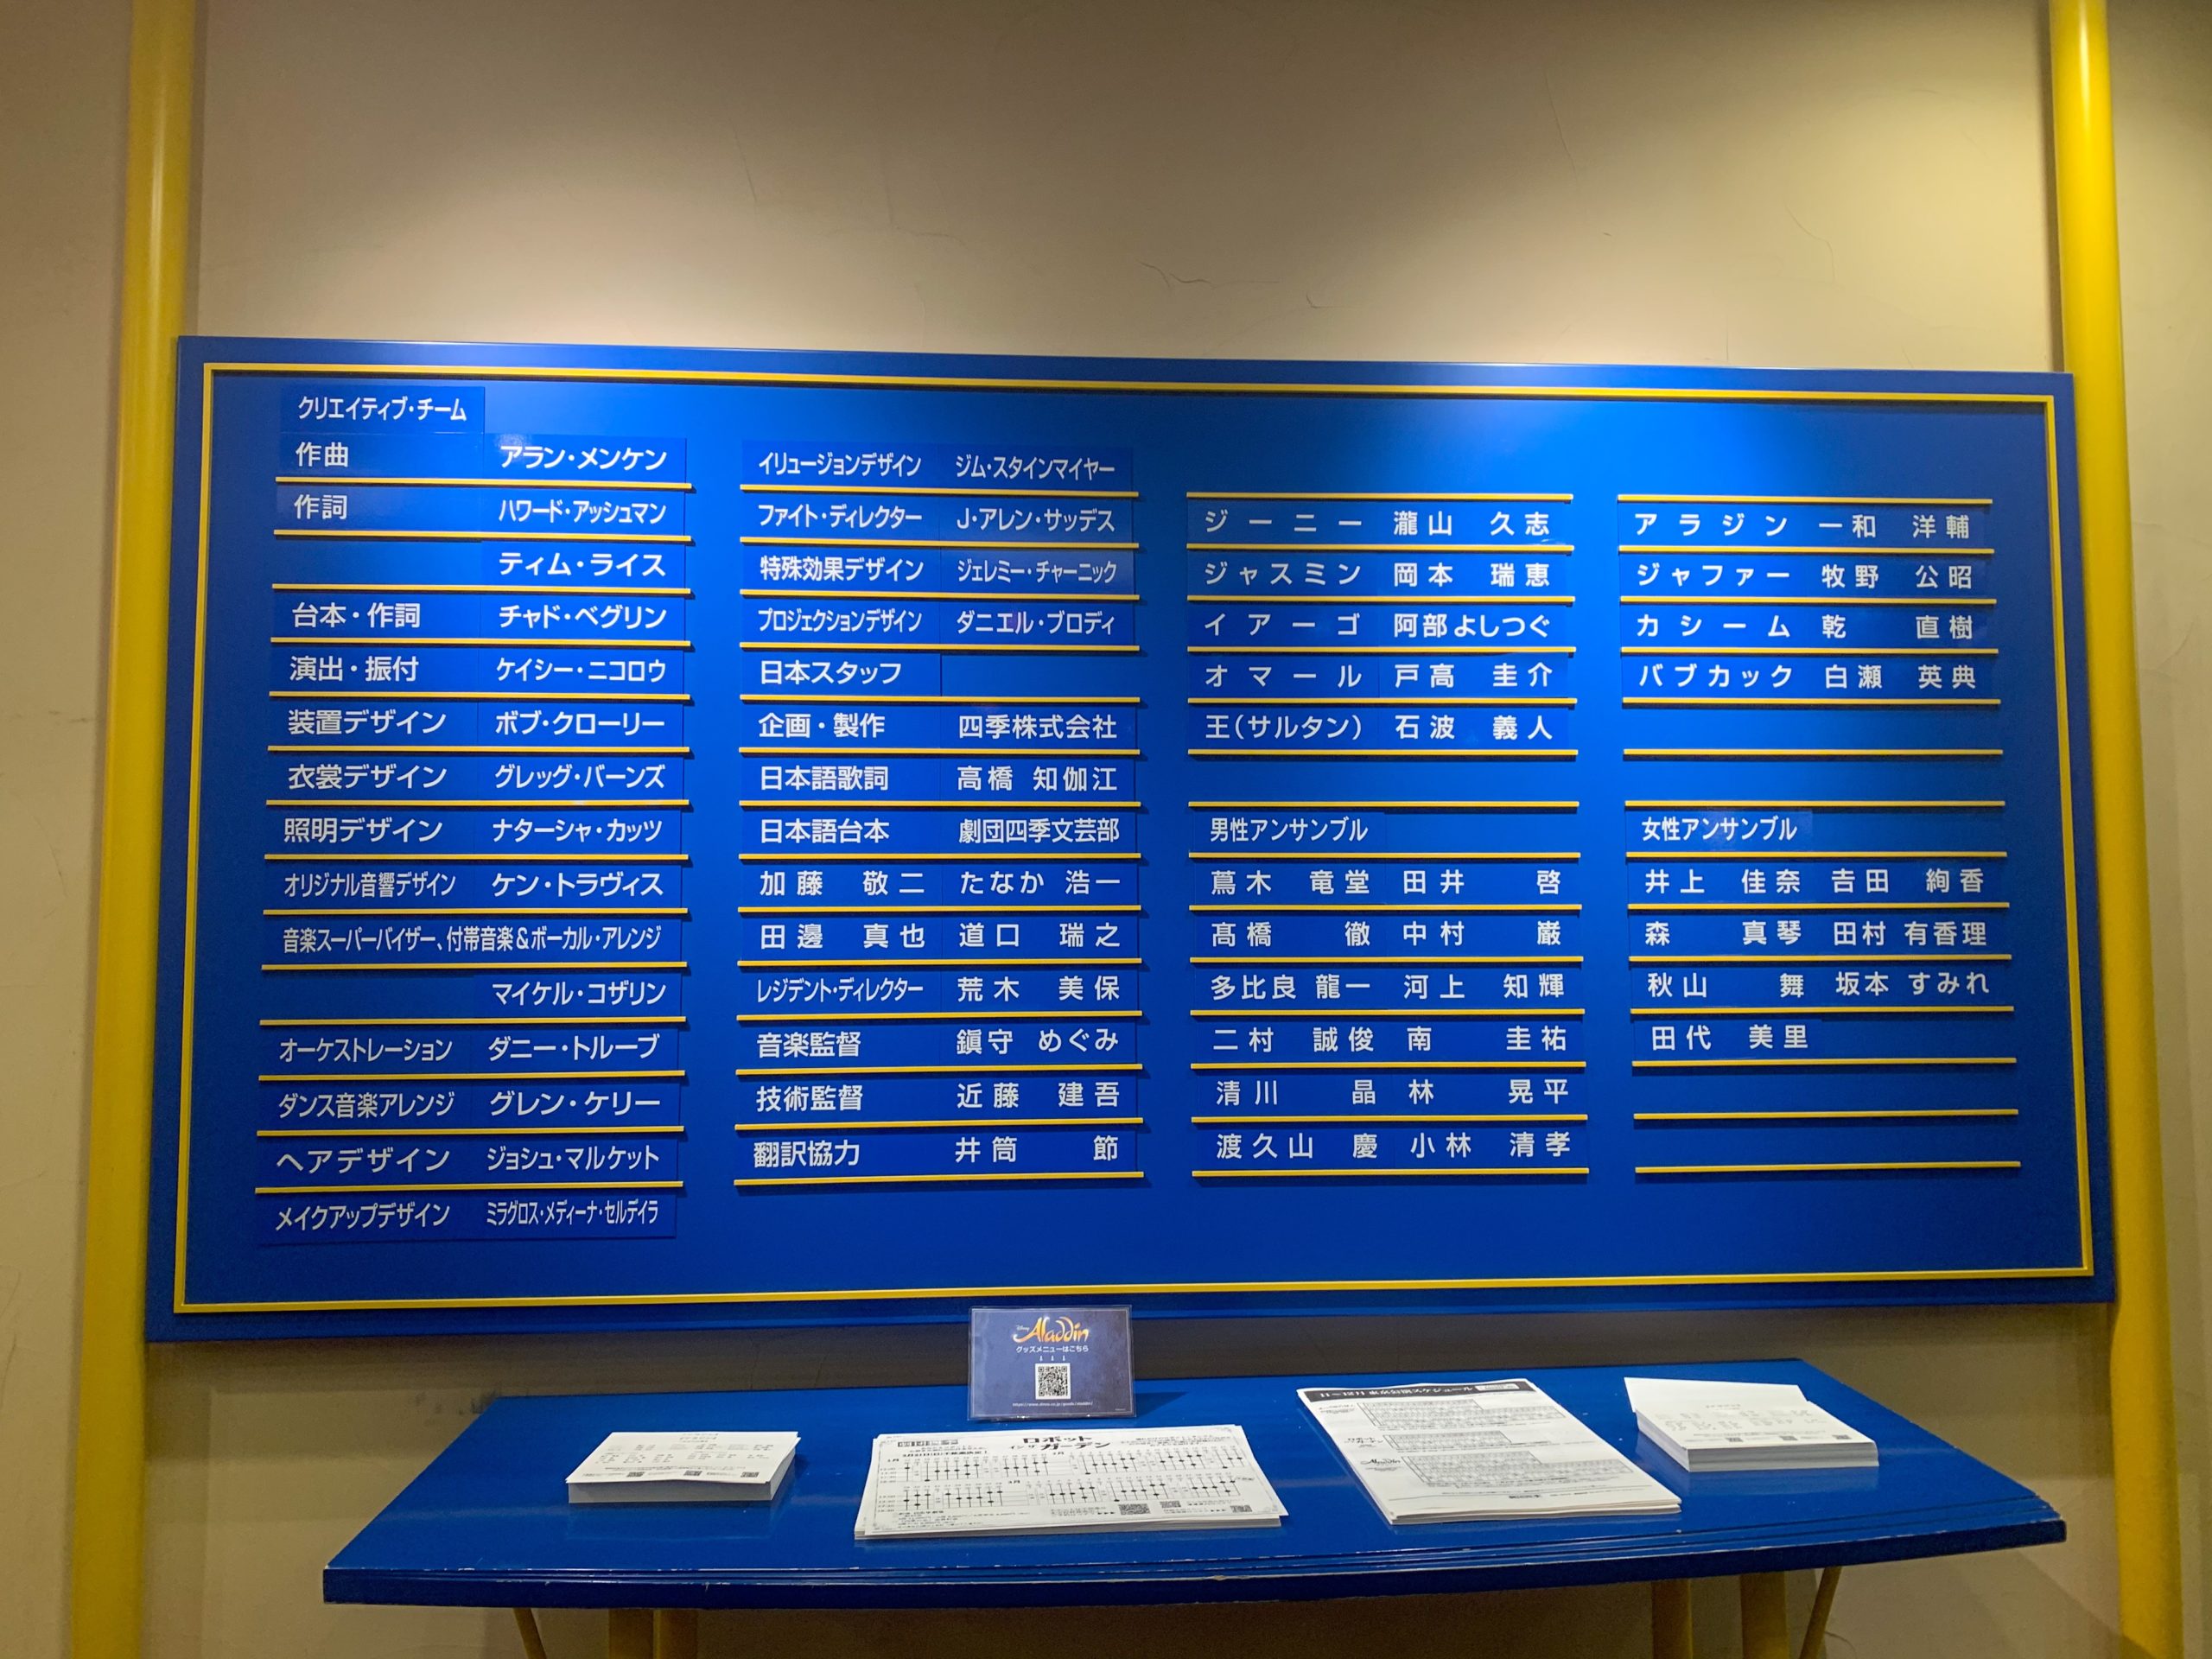 クリエイティブ・チーム
作曲 アラン・メンケン
作詞 ハワード・アッシュマン
ティム・ライス
台本・作詞 チャド・ベグリン
演出・振付 ケイシー・ニコロウ
装置デザイン ボブ・クローリー
衣裳デザイン グレッグ・バーンズ
照明デザイン ナターシャ・カッツ
オリジナル音響デザイン ケン・トラヴィス
音楽スーパーバイザー、付帯音楽&ボーカル・アレンジ
マイケル・コザリン
オーケストレーション ダニー・トルーブ
ダンス音楽アレンジ グレン・ケリー
ヘアデザイン ジョシュ・マルケット
メイクアップデザイン ミラグロス・メディーナ・セルデイラ
イリュージョンデザイン ジム・スタインマイヤー
ファイト・ディレクター J・アレン・サッデス
特殊効果デザイン ジェレミー・チャーニック
プロジェクションデザイン ダニエル・ブロディ
日本スタッフ
企画・製作 四季株式会社
日本語歌詞 高橋 知伽江
日本語台本 劇団四季文芸部
加藤 敬二 たなか 浩一
田邊 真也 道口 瑞之
レジデント・ディレクター 荒木 美保
音楽監督 鎮守 めぐみ
技術監督 近藤 建吾
翻訳協力 井筒 節
ジーニー 瀧山 久志
ジャスミン 岡本 瑞恵
イアーゴ 阿部 よしつぐ
オマール 戸高 圭介
王(サルタン) 石波 義人
男性アンサンブル
蔦木 竜堂 田井 啓
髙橋 徹 中村 巌
多比良 龍一 河上 知輝
二村 誠俊 南 圭祐
清川 晶 林 晃平
渡久山 慶 小林 清孝
アラジン 一和 洋輔
ジャファー 牧野 公昭
カシーム 乾 直樹
バブカック 白瀬 英典
女性アンサンブル
井上 佳奈 𠮷田 絢香
森 真琴 田村 有香理
秋山 舞 坂本 すみれ
田代 美里
Disney Aladdin
グッズメニューはこちら
ロボット
イン ザ ガーデン
11～12月 東京公演スケジュール